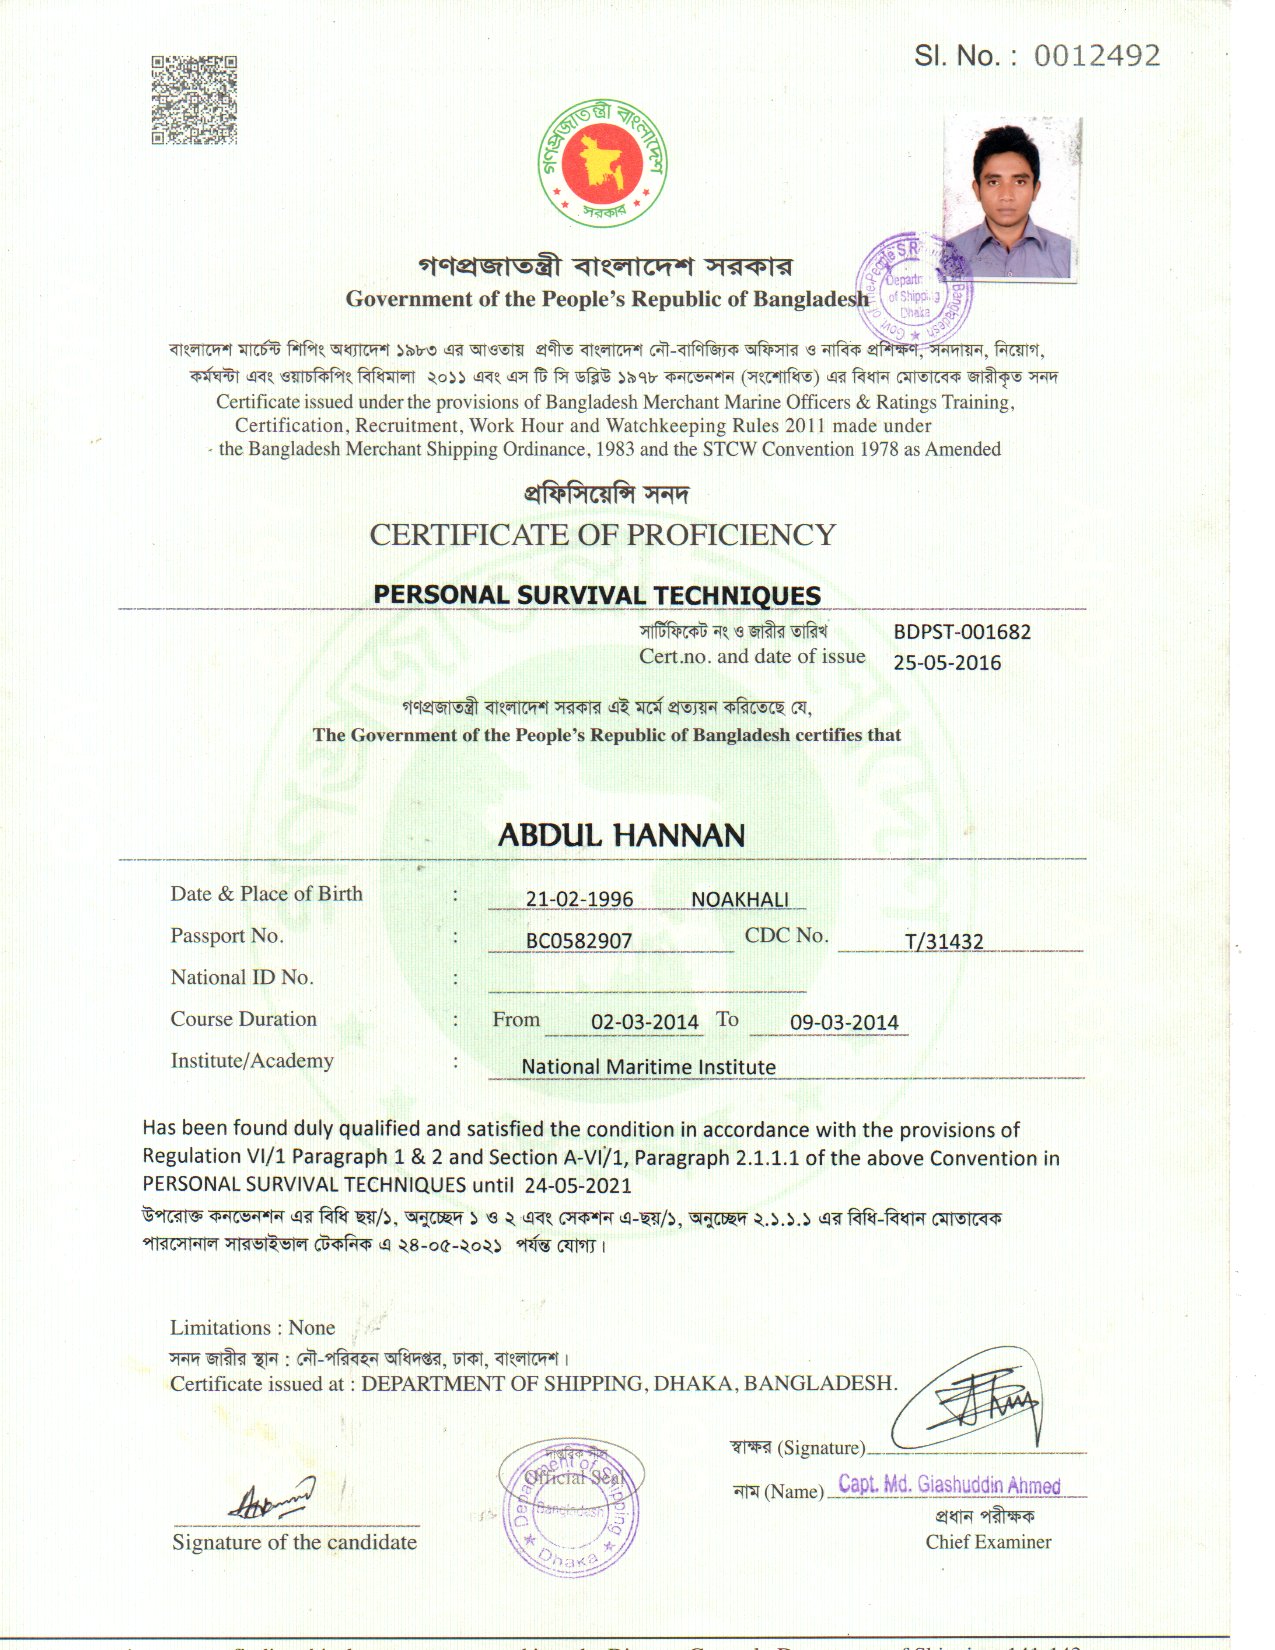 Sl. No. : 0012492
গণপ্রজাতন্ত্রী বাংলাদেশ
সরকার
গণপ্রজাতন্ত্রী বাংলাদেশ সরকার
Government of the People's Republic of Bangladesh
Department of Shipping Dhaka
বাংলাদেশ মার্চেন্ট শিপিং অধ্যাদেশ ১৯৮৩ এর আওতায় প্রণীত বাংলাদেশ নৌ-বাণিজ্যিক অফিসার ও নাবিক প্রশিক্ষণ, সনদায়ন, নিয়োগ,
কর্মঘন্টা এবং ওয়াচকিপিং বিধিমালা ২০১১ এবং এস টি সি ডব্লিউ ১৯৭৮ কনভেনশন (সংশোধিত) এর বিধান মোতাবেক জারীকৃত সনদ
Certificate issued under the provisions of Bangladesh Merchant Marine Officers & Ratings Training,
Certification, Recruitment, Work Hour and Watchkeeping Rules 2011 made under
the Bangladesh Merchant Shipping Ordinance, 1983 and the STCW Convention 1978 as Amended
প্রফিসিয়েন্সি সনদ
CERTIFICATE OF PROFICIENCY
PERSONAL SURVIVAL TECHNIQUES
সার্টিফিকেট নং ও জারীর তারিখ BDPST-001682
Cert.no. and date of issue 25-05-2016
গণপ্রজাতন্ত্রী বাংলাদেশ সরকার এই মর্মে প্রত্যয়ন করিতেছে যে,
The Government of the People's Republic of Bangladesh certifies that
ABDUL HANNAN
Date & Place of Birth : 21-02-1996 NOAKHALI
Passport No. : BC0582907 CDC No. T/31432
National ID No. :
Course Duration : From 02-03-2014 To 09-03-2014
Institute/Academy : National Maritime Institute
Has been found duly qualified and satisfied the condition in accordance with the provisions of
Regulation VI/1 Paragraph 1 & 2 and Section A-VI/1, Paragraph 2.1.1.1 of the above Convention in
PERSONAL SURVIVAL TECHNIQUES until 24-05-2021
উপরোক্ত কনভেনশন এর বিধি ছয়/১, অনুচ্ছেদ ১ ও ২ এবং সেকশন এ-ছয়/১, অনুচ্ছেদ ২.১.১.১ এর বিধি-বিধান মোতাবেক
পারসোনাল সারভাইভাল টেকনিক এ ২৪-০৫-২০২১ পর্যন্ত যোগ্য।
Limitations : None
সনদ জারীর স্থান : নৌ-পরিবহন অধিদপ্তর, ঢাকা, বাংলাদেশ।
Certificate issued at : DEPARTMENT OF SHIPPING, DHAKA, BANGLADESH.
স্বাক্ষর (Signature)
দাপ্তরিক সীল
Official Seal
Department of Shipping
Bangladesh
Dhaka
নাম (Name) Capt. Md. Giashuddin Ahmed
প্রধান পরীক্ষক
Chief Examiner
Signature of the candidate